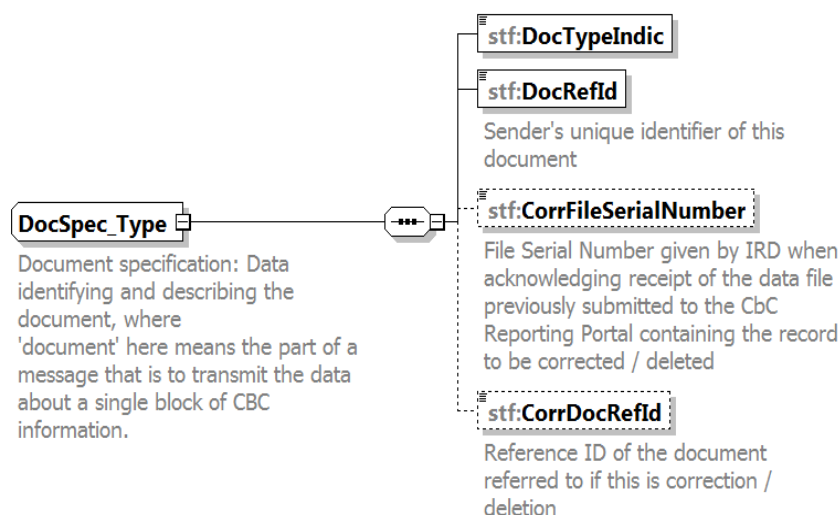 stf:DocTypeIndic
stf:DocRefId
Sender's unique identifier of this
document
DocSpec_Type
Document specification: Data
identifying and describing the
document, where
'document' here means the part of a
message that is to transmit the data
about a single block of CBC
information.
stf:CorrFileSerialNumber
File Serial Number given by IRD when
acknowledging receipt of the data file
previously submitted to the CbC
Reporting Portal containing the record
to be corrected / deleted
stf:CorrDocRefId
Reference ID of the document
referred to if this is correction /
deletion